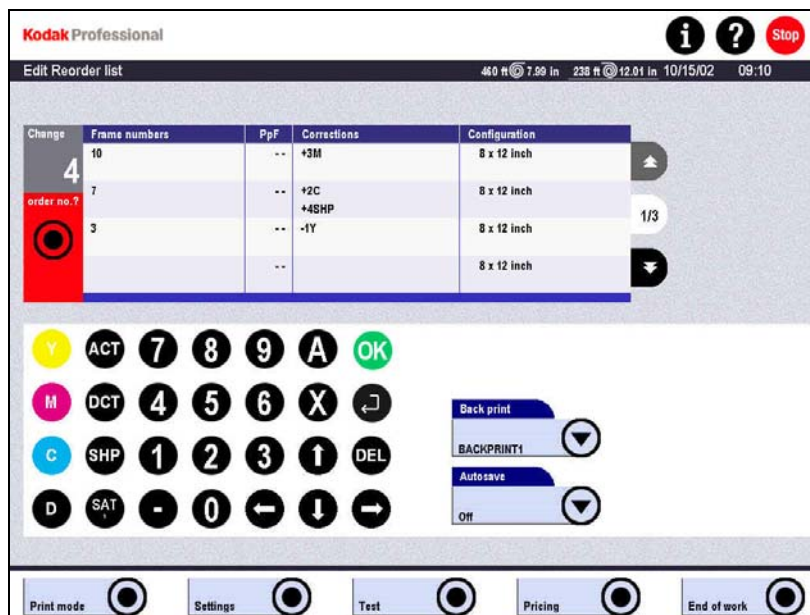 Kodak Professional
i ? Stop
Edit Reorder list 460 ft 7.99 in 238 ft 12.01 in 10/15/02 09:10
Change Frame numbers PpF Corrections Configuration
4 10 -- +3M 8 x 12 inch
order no.? 7 -- +2C 8 x 12 inch
+4SHP
1/3
3 -- -1Y 8 x 12 inch
-- 8 x 12 inch
Y ACT 7 8 9 A OK
M DCT 4 5 6 X
Back print
C SHP 1 2 3 DEL
BACKPRINT1
Autosave
D SAT - 0
Off
Print mode Settings Test Pricing End of work